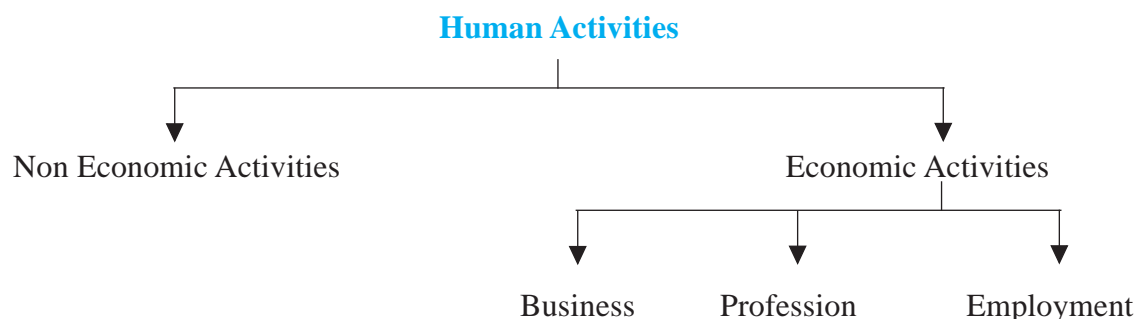 Human Activities
Non Economic Activities Economic Activities
Business Profession Employment